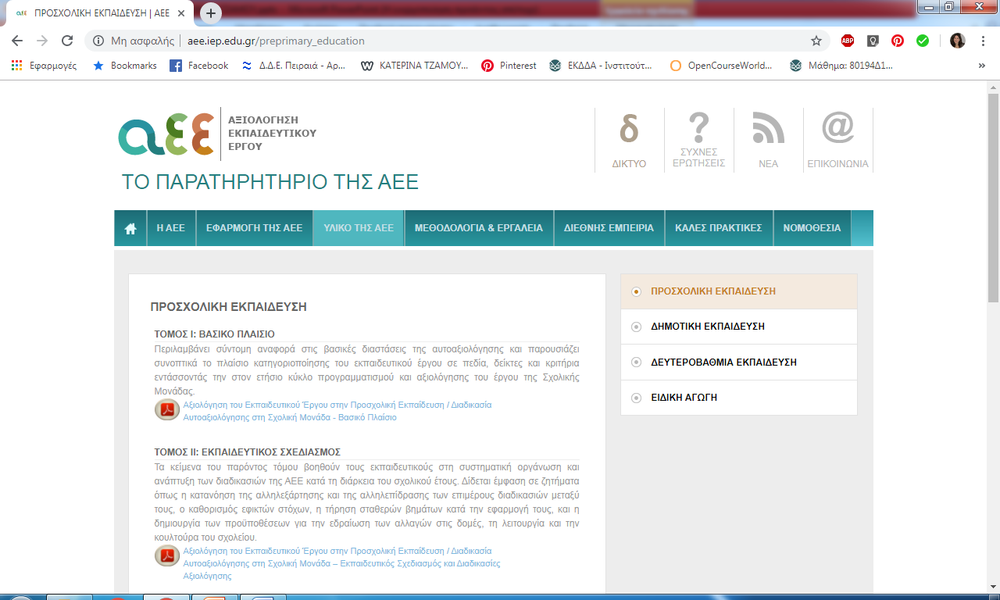 ΠΡΟΣΧΟΛΙΚΗ ΕΚΠΑΙΔΕΥΣΗ | ΑΕΕ
Μη ασφαλής | aee.iep.edu.gr/preprimary_education
ABP
Εφαρμογές Bookmarks Facebook Δ.Δ.Ε. Πειραιά - Αρ... ΚΑΤΕΡΙΝΑ ΤΖΑΜΟΥ... Pinterest ΕΚΔΔΑ - Ινστιτούτ... OpenCourseWorld... Μάθημα: 80194Δ1... »
αεε
ΑΞΙΟΛΟΓΗΣΗ
ΕΚΠΑΙΔΕΥΤΙΚΟΥ
ΕΡΓΟΥ
ΤΟ ΠΑΡΑΤΗΡΗΤΗΡΙΟ ΤΗΣ ΑΕΕ
δ ? @
ΔΙΚΤΥΟ
ΣΥΧΝΕΣ
ΕΡΩΤΗΣΕΙΣ
ΝΕΑ
ΕΠΙΚΟΙΝΩΝΙΑ
Η ΑΕΕ ΕΦΑΡΜΟΓΗ ΤΗΣ ΑΕΕ ΥΛΙΚΟ ΤΗΣ ΑΕΕ ΜΕΘΟΔΟΛΟΓΙΑ & ΕΡΓΑΛΕΙΑ ΔΙΕΘΝΗΣ ΕΜΠΕΙΡΙΑ ΚΑΛΕΣ ΠΡΑΚΤΙΚΕΣ ΝΟΜΟΘΕΣΙΑ
ΠΡΟΣΧΟΛΙΚΗ ΕΚΠΑΙΔΕΥΣΗ
ΤΟΜΟΣ Ι: ΒΑΣΙΚΟ ΠΛΑΙΣΙΟ
Περιλαμβάνει σύντομη αναφορά στις βασικές διαστάσεις της αυτοαξιολόγησης και παρουσιάζει
συνοπτικά το πλαίσιο κατηγοριοποίησης του εκπαιδευτικού έργου σε πεδία, δείκτες και κριτήρια
εντάσσοντάς την στον ετήσιο κύκλο προγραμματισμού και αξιολόγησης του έργου της Σχολικής
Μονάδας.
Αξιολόγηση του Εκπαιδευτικού Έργου στην Προσχολική Εκπαίδευση / Διαδικασία
Αυτοαξιολόγησης στη Σχολική Μονάδα - Βασικό Πλαίσιο
ΤΟΜΟΣ ΙΙ: ΕΚΠΑΙΔΕΥΤΙΚΟΣ ΣΧΕΔΙΑΣΜΟΣ
Τα κείμενα του παρόντος τόμου βοηθούν τους εκπαιδευτικούς στη συστηματική οργάνωση και
ανάπτυξη των διαδικασιών της ΑΕΕ κατά τη διάρκεια του σχολικού έτους. Δίδεται έμφαση σε ζητήματα
όπως η κατανόηση της αλληλεξάρτησης και της αλληλεπίδρασης των επιμέρους διαδικασιών μεταξύ
τους, ο καθορισμός εφικτών στόχων, η τήρηση σταθερών βημάτων κατά την εφαρμογή τους, και η
δημιουργία των προϋποθέσεων για την εδραίωση των αλλαγών στις δομές, τη λειτουργία και την
κουλτούρα του σχολείου.
Αξιολόγηση του Εκπαιδευτικού Έργου στην Προσχολική Εκπαίδευση / Διαδικασία
Αυτοαξιολόγησης στη Σχολική Μονάδα – Εκπαιδευτικός Σχεδιασμός και Διαδικασίες
Αξιολόγησης
ΠΡΟΣΧΟΛΙΚΗ ΕΚΠΑΙΔΕΥΣΗ
ΔΗΜΟΤΙΚΗ ΕΚΠΑΙΔΕΥΣΗ
ΔΕΥΤΕΡΟΒΑΘΜΙΑ ΕΚΠΑΙΔΕΥΣΗ
ΕΙΔΙΚΗ ΑΓΩΓΗ